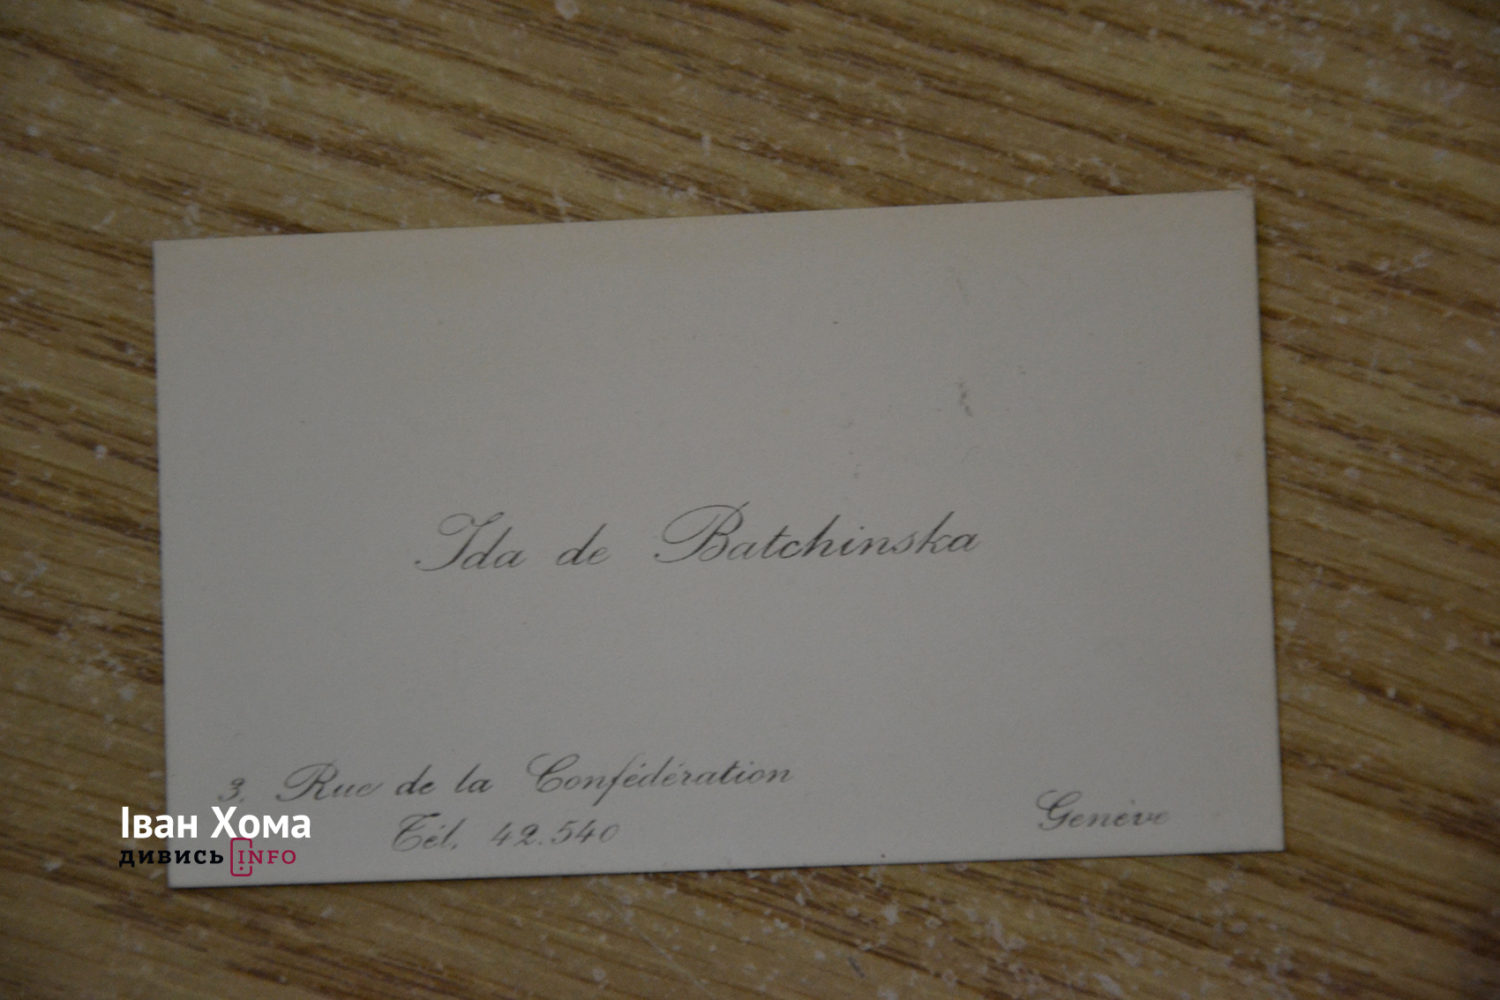 Ida de Batchinska
3, Rue de la Confédération
Tél. 42.540
Genève
Іван Хома
дивись INFO